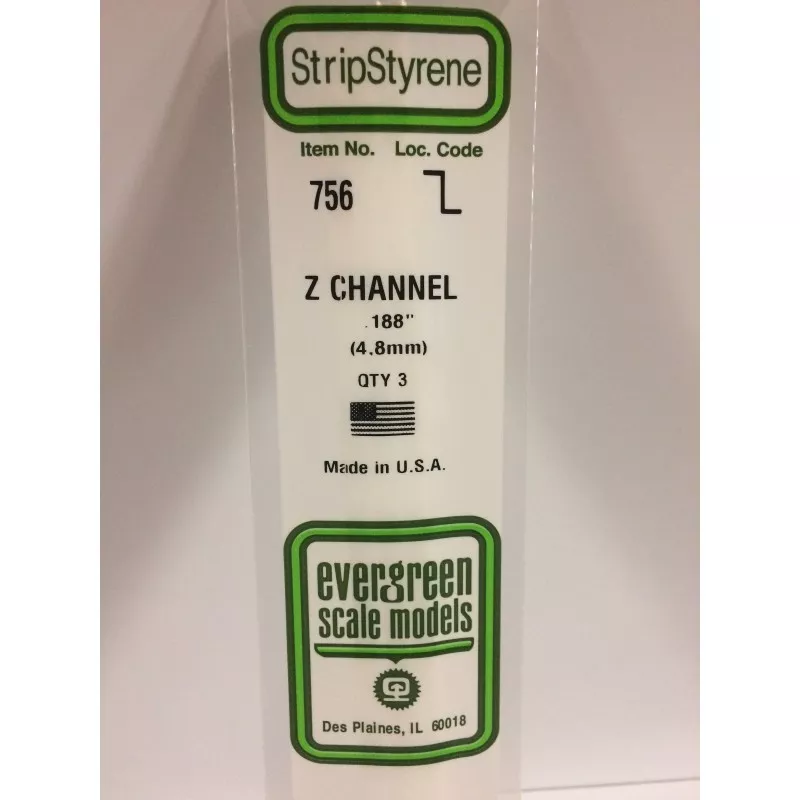 StripStyrene
Item No. Loc. Code
756
Z CHANNEL
.188"
(4.8mm)
QTY 3
Made in U.S.A.
evergreen
scale models
Des Plaines, IL 60018